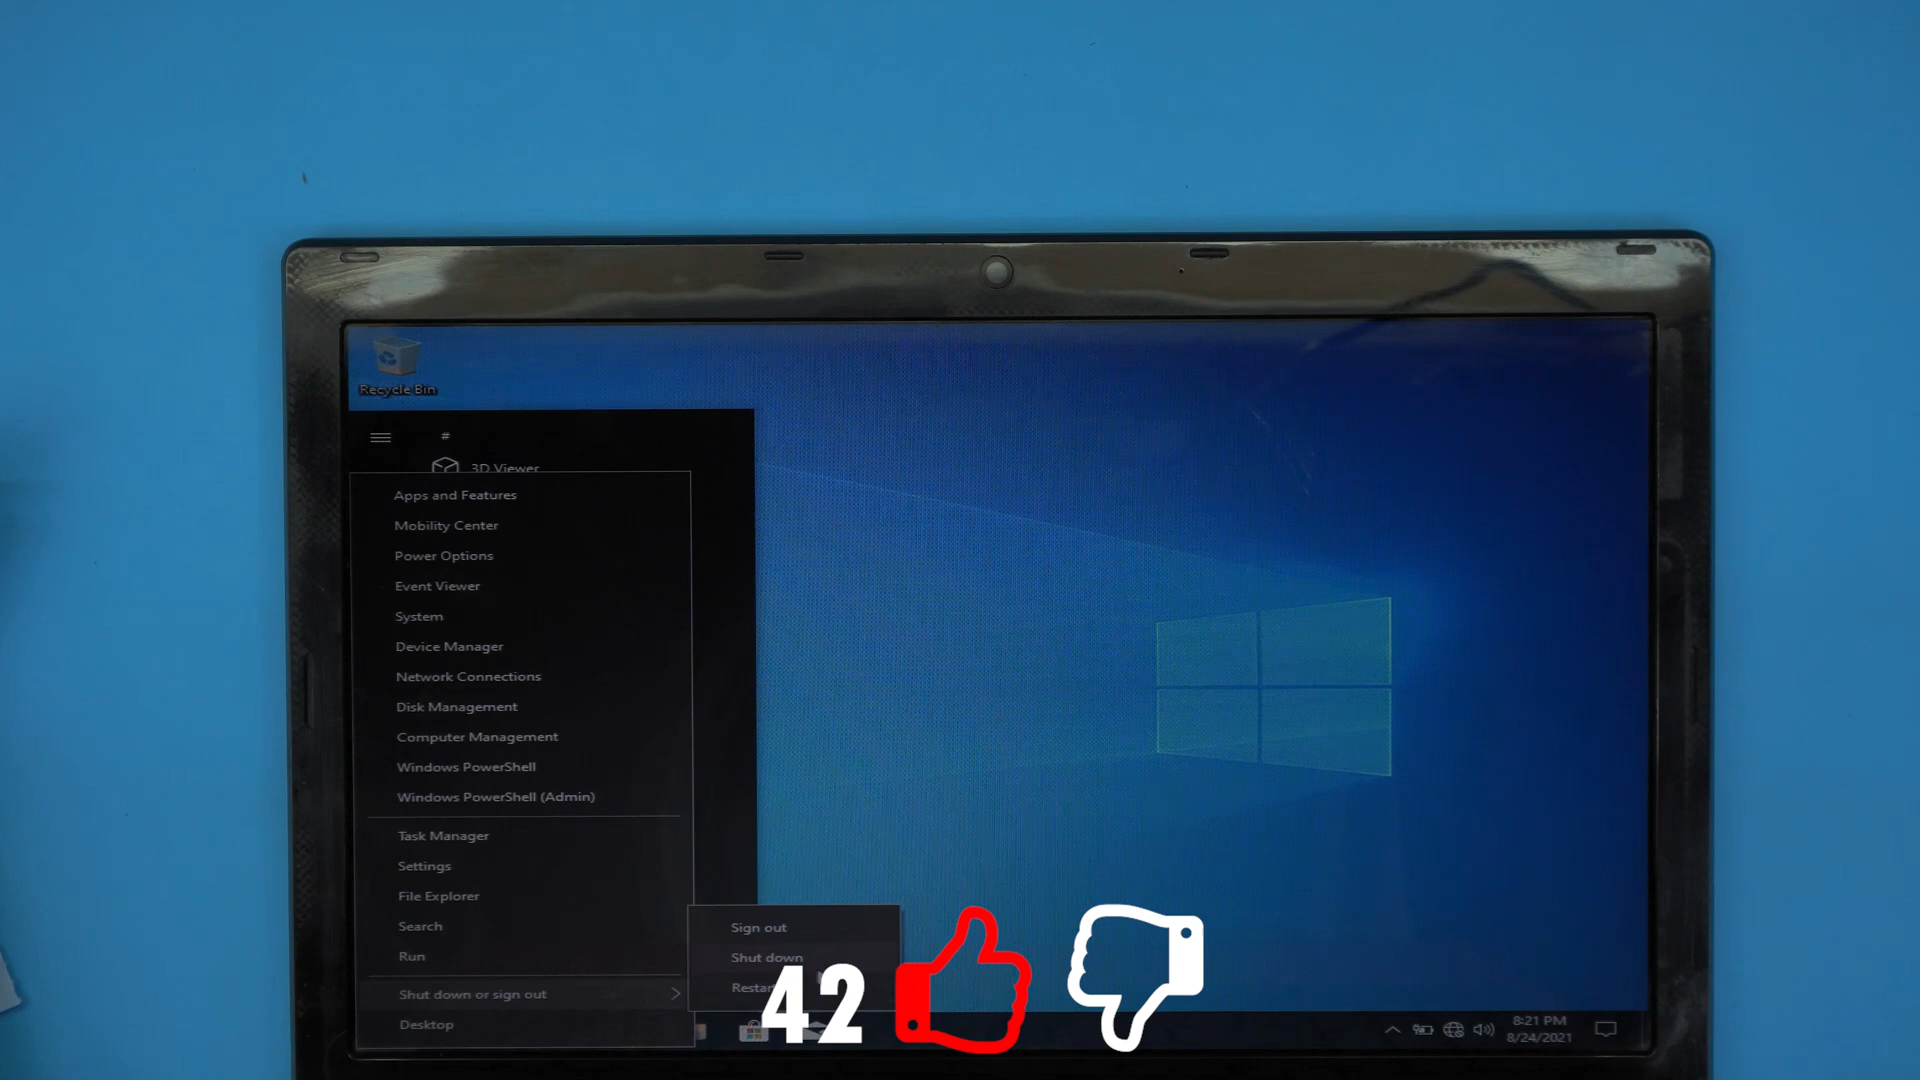 Recycle Bin
#
3D Viewer
Apps and Features
Mobility Center
Power Options
Event Viewer
System
Device Manager
Network Connections
Disk Management
Computer Management
Windows PowerShell
Windows PowerShell (Admin)
Task Manager
Settings
File Explorer
Search
Run
Shut down or sign out
Desktop
Sign out
Shut down
Restart
42
8:21 PM
8/24/2021